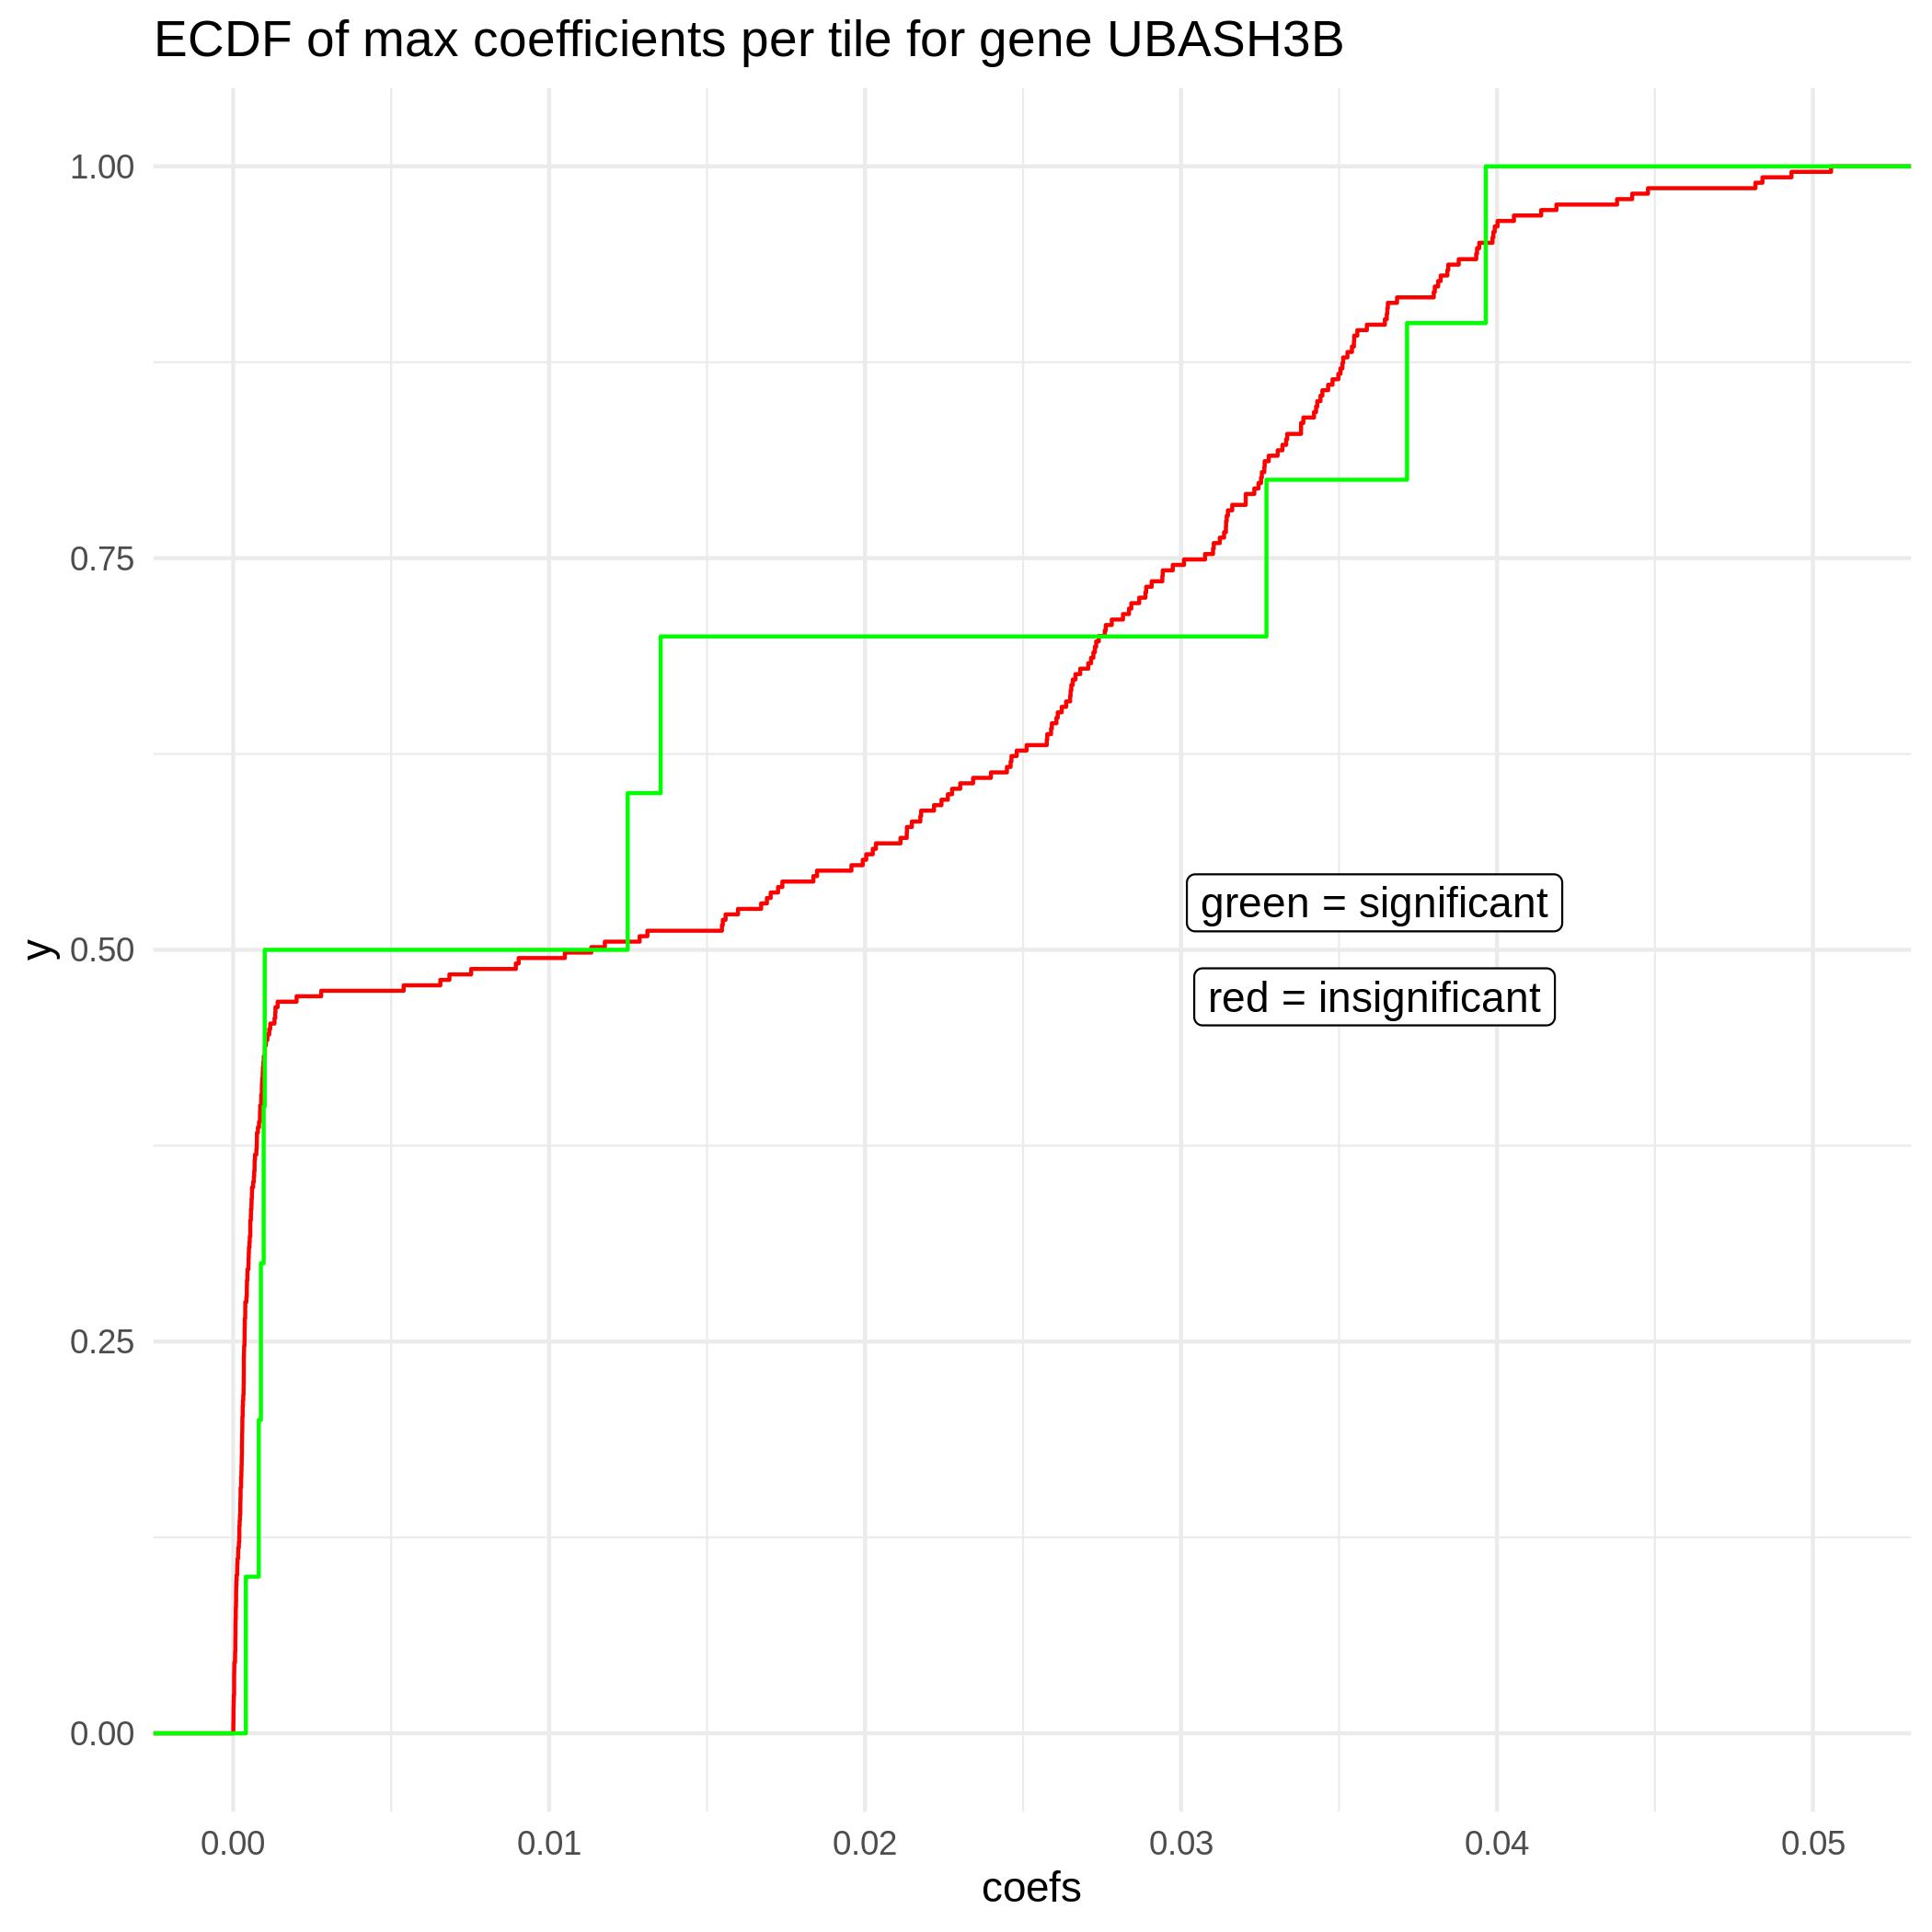 ECDF of max coefficients per tile for gene UBASH3B
1.00
0.75
0.50
0.25
0.00
y
green = significant
red = insignificant
0.00 0.01 0.02 0.03 0.04 0.05
coefs